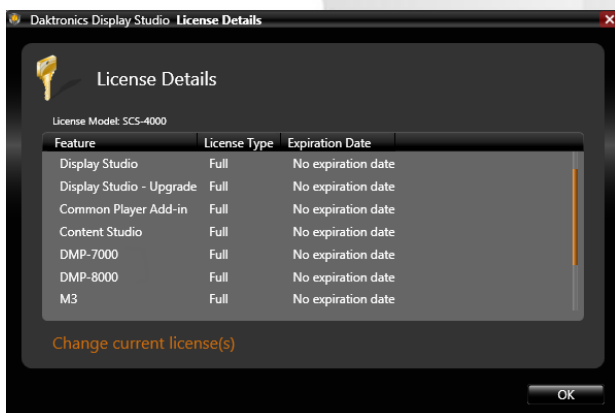 Daktronics Display Studio License Details
License Details
License Model: SCS-4000
Feature License Type Expiration Date
Display Studio Full No expiration date
Display Studio - Upgrade Full No expiration date
Common Player Add-in Full No expiration date
Content Studio Full No expiration date
DMP-7000 Full No expiration date
DMP-8000 Full No expiration date
M3 Full No expiration date
Change current license(s)
OK